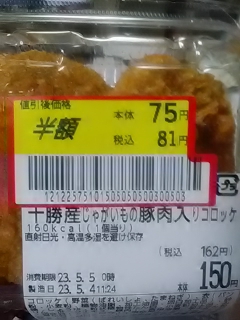 値引後価格
半額
本体 75円
税込 81円
十勝産じゃがいもの豚肉入りコロッケ
160kcal(1個当り)
直射日光・高温多湿を避け保存
(税込 162円)
消費期限 23. 5. 5 0時
本体 150円
製造日 23. 5. 4 11:24